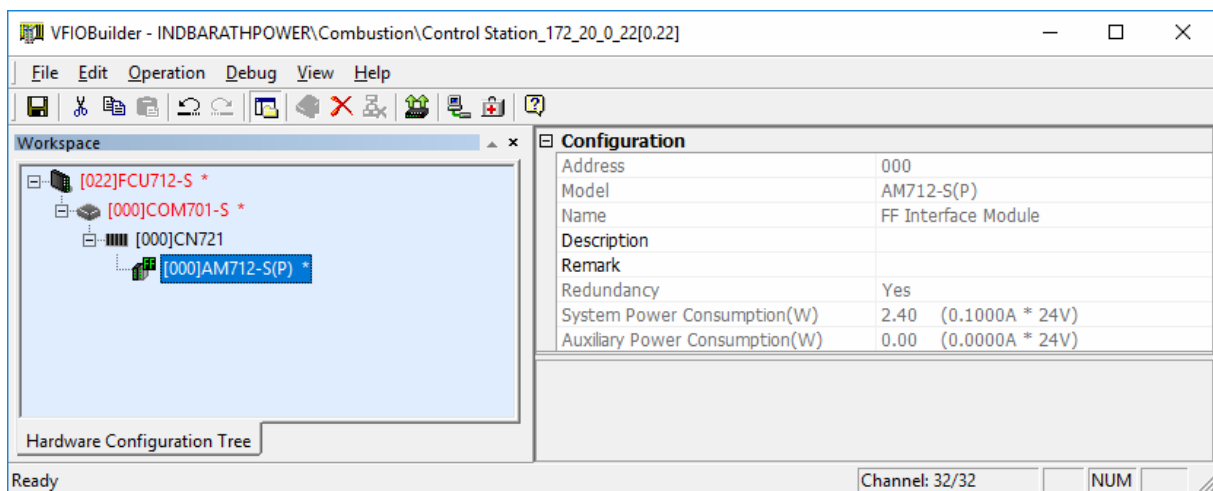 VFIOBuilder - INDBARATHPOWER\Combustion\Control Station_172_20_0_22[0.22]
File Edit Operation Debug View Help
Workspace
[022]FCU712-S *
[000]COM701-S *
[000]CN721
[000]AM712-S(P) *
Hardware Configuration Tree
Configuration
Address 000
Model AM712-S(P)
Name FF Interface Module
Description
Remark
Redundancy Yes
System Power Consumption(W) 2.40 (0.1000A * 24V)
Auxiliary Power Consumption(W) 0.00 (0.0000A * 24V)
Ready Channel: 32/32 NUM